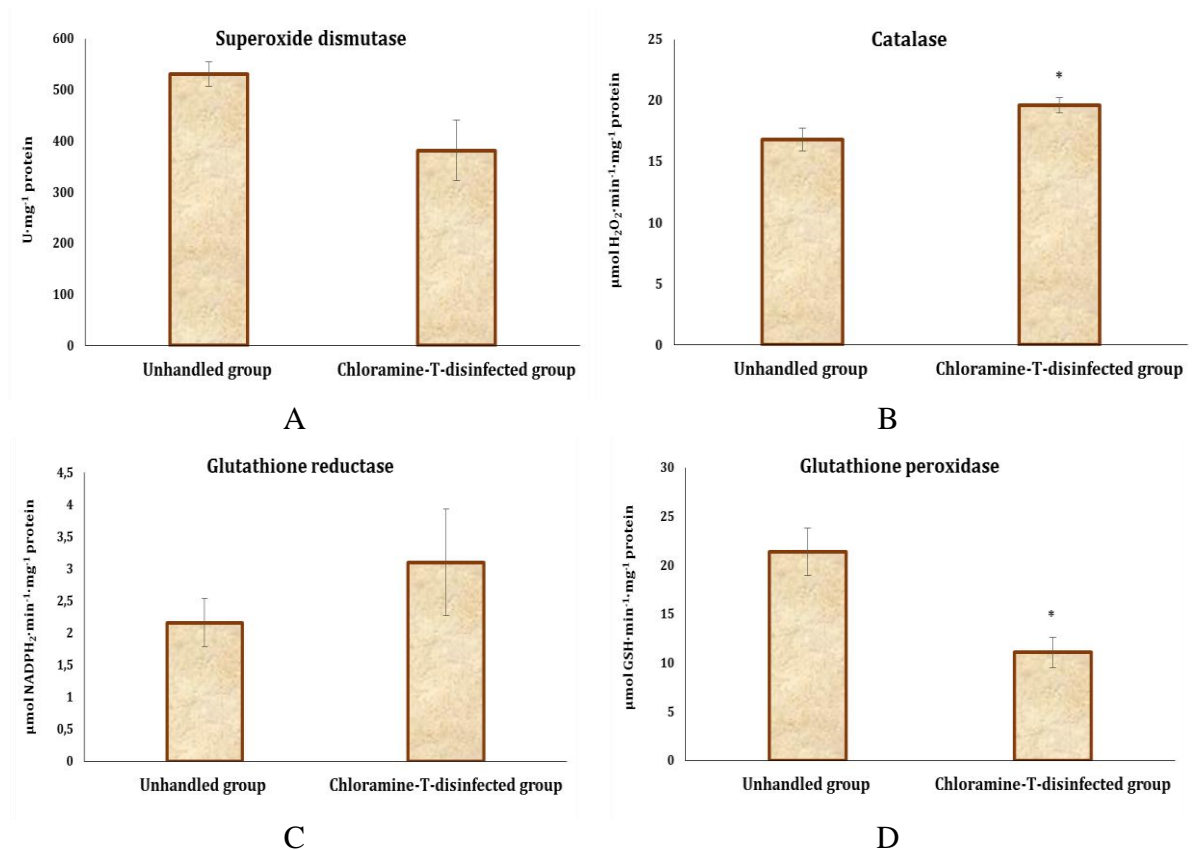 Superoxide dismutase
U·mg⁻¹ protein
600
500
400
300
200
100
0
Unhandled group
Chloramine-T-disinfected group
A
Catalase
µmol H₂O₂·min⁻¹·mg⁻¹ protein
25
20
15
10
5
0
*
Unhandled group
Chloramine-T-disinfected group
B
Glutathione reductase
µmol NADPH₂·min⁻¹·mg⁻¹ protein
4,5
4
3,5
3
2,5
2
1,5
1
0,5
0
Unhandled group
Chloramine-T-disinfected group
C
Glutathione peroxidase
µmol GSH·min⁻¹·mg⁻¹ protein
30
25
20
15
10
5
0
*
Unhandled group
Chloramine-T-disinfected group
D